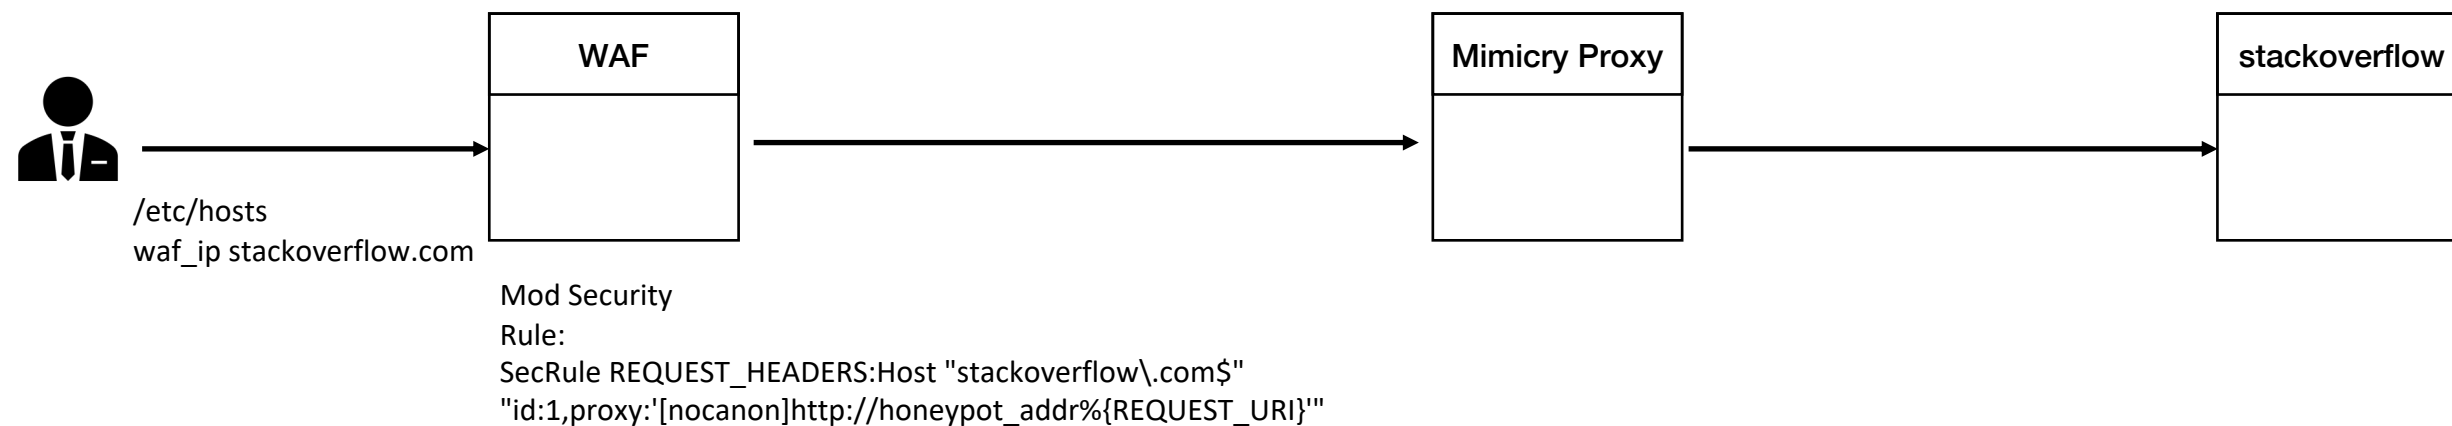 WAF
Mimicry Proxy
stackoverflow
/etc/hosts
waf_ip stackoverflow.com
Mod Security
Rule:
SecRule REQUEST_HEADERS:Host "stackoverflow\.com$"
"id:1,proxy:'[nocanon]http://honeypot_addr%{REQUEST_URI}'"